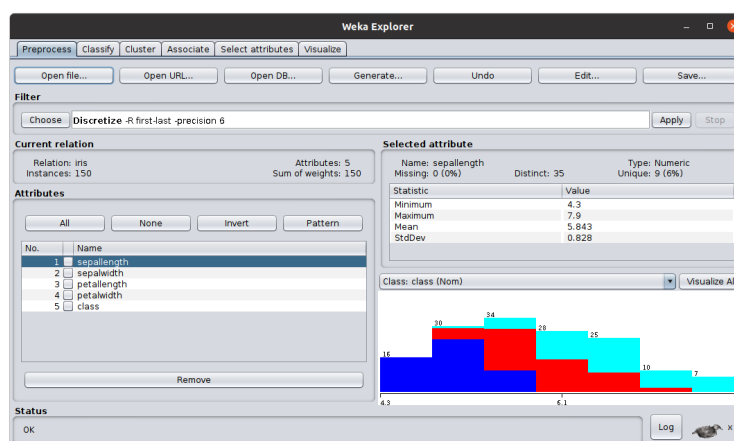 Weka Explorer
Preprocess Classify Cluster Associate Select attributes Visualize
Open file... Open URL... Open DB... Generate... Undo Edit... Save...
Filter
Choose Discretize -R first-last -precision 6 Apply Stop
Current relation
Relation: iris Attributes: 5
Instances: 150 Sum of weights: 150
Attributes
All None Invert Pattern
No. Name
1 sepallength
2 sepalwidth
3 petallength
4 petalwidth
5 class
Remove
Selected attribute
Name: sepallength Type: Numeric
Missing: 0 (0%) Distinct: 35 Unique: 9 (6%)
Statistic Value
Minimum 4.3
Maximum 7.9
Mean 5.843
StdDev 0.828
Class: class (Nom) Visualize Al
16 30 34 28 25 10 7
4.3 6.1
Status
OK Log x